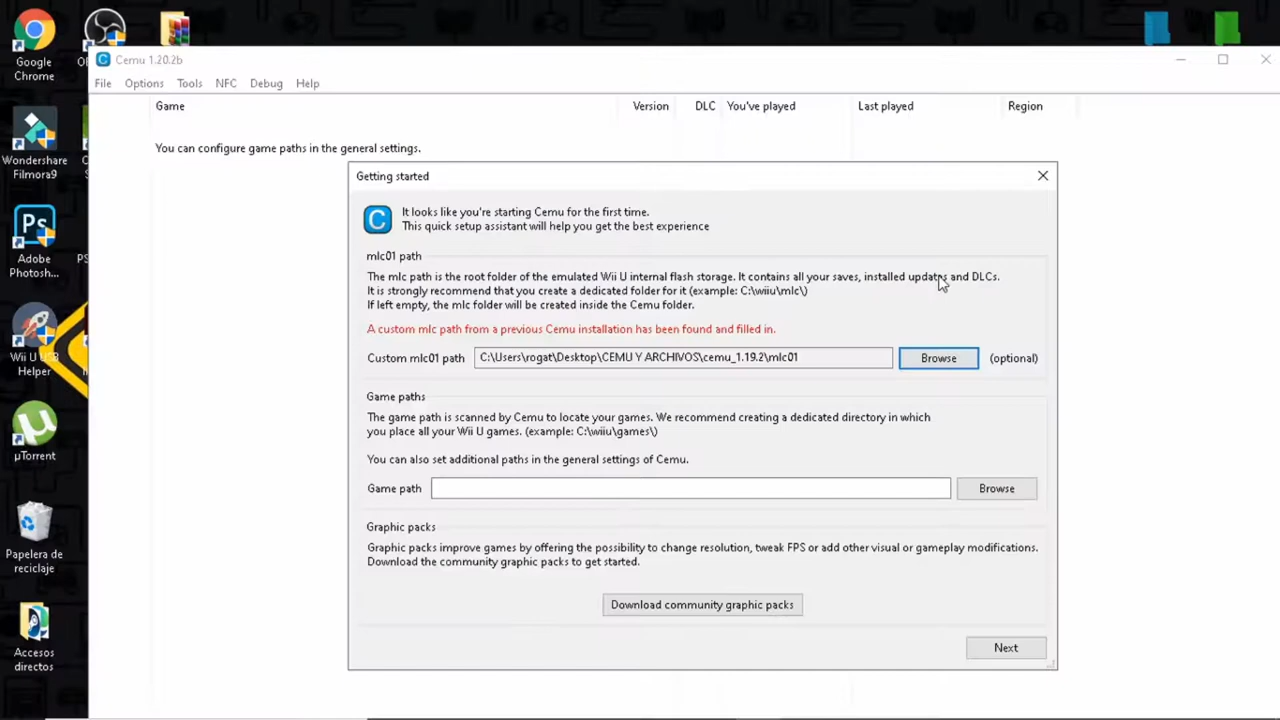 Google
Chrome
Wondershare
Filmora9
Ps
Adobe
Photosh...
Wii U USB
Helper
µTorrent
Papelera de
reciclaje
Accesos
directos
Cemu 1.20.2b
File Options Tools NFC Debug Help
Game Version DLC You've played Last played Region
You can configure game paths in the general settings.
Getting started
It looks like you're starting Cemu for the first time.
This quick setup assistant will help you get the best experience
mlc01 path
The mlc path is the root folder of the emulated Wii U internal flash storage. It contains all your saves, installed updates and DLCs.
It is strongly recommend that you create a dedicated folder for it (example: C:\wiiu\mlc\)
If left empty, the mlc folder will be created inside the Cemu folder.
A custom mlc path from a previous Cemu installation has been found and filled in.
Custom mlc01 path C:\Users\rogat\Desktop\CEMU Y ARCHIVOS\cemu_1.19.2\mlc01 Browse (optional)
Game paths
The game path is scanned by Cemu to locate your games. We recommend creating a dedicated directory in which
you place all your Wii U games. (example: C:\wiiu\games\)
You can also set additional paths in the general settings of Cemu.
Game path Browse
Graphic packs
Graphic packs improve games by offering the possibility to change resolution, tweak FPS or add other visual or gameplay modifications.
Download the community graphic packs to get started.
Download community graphic packs
Next